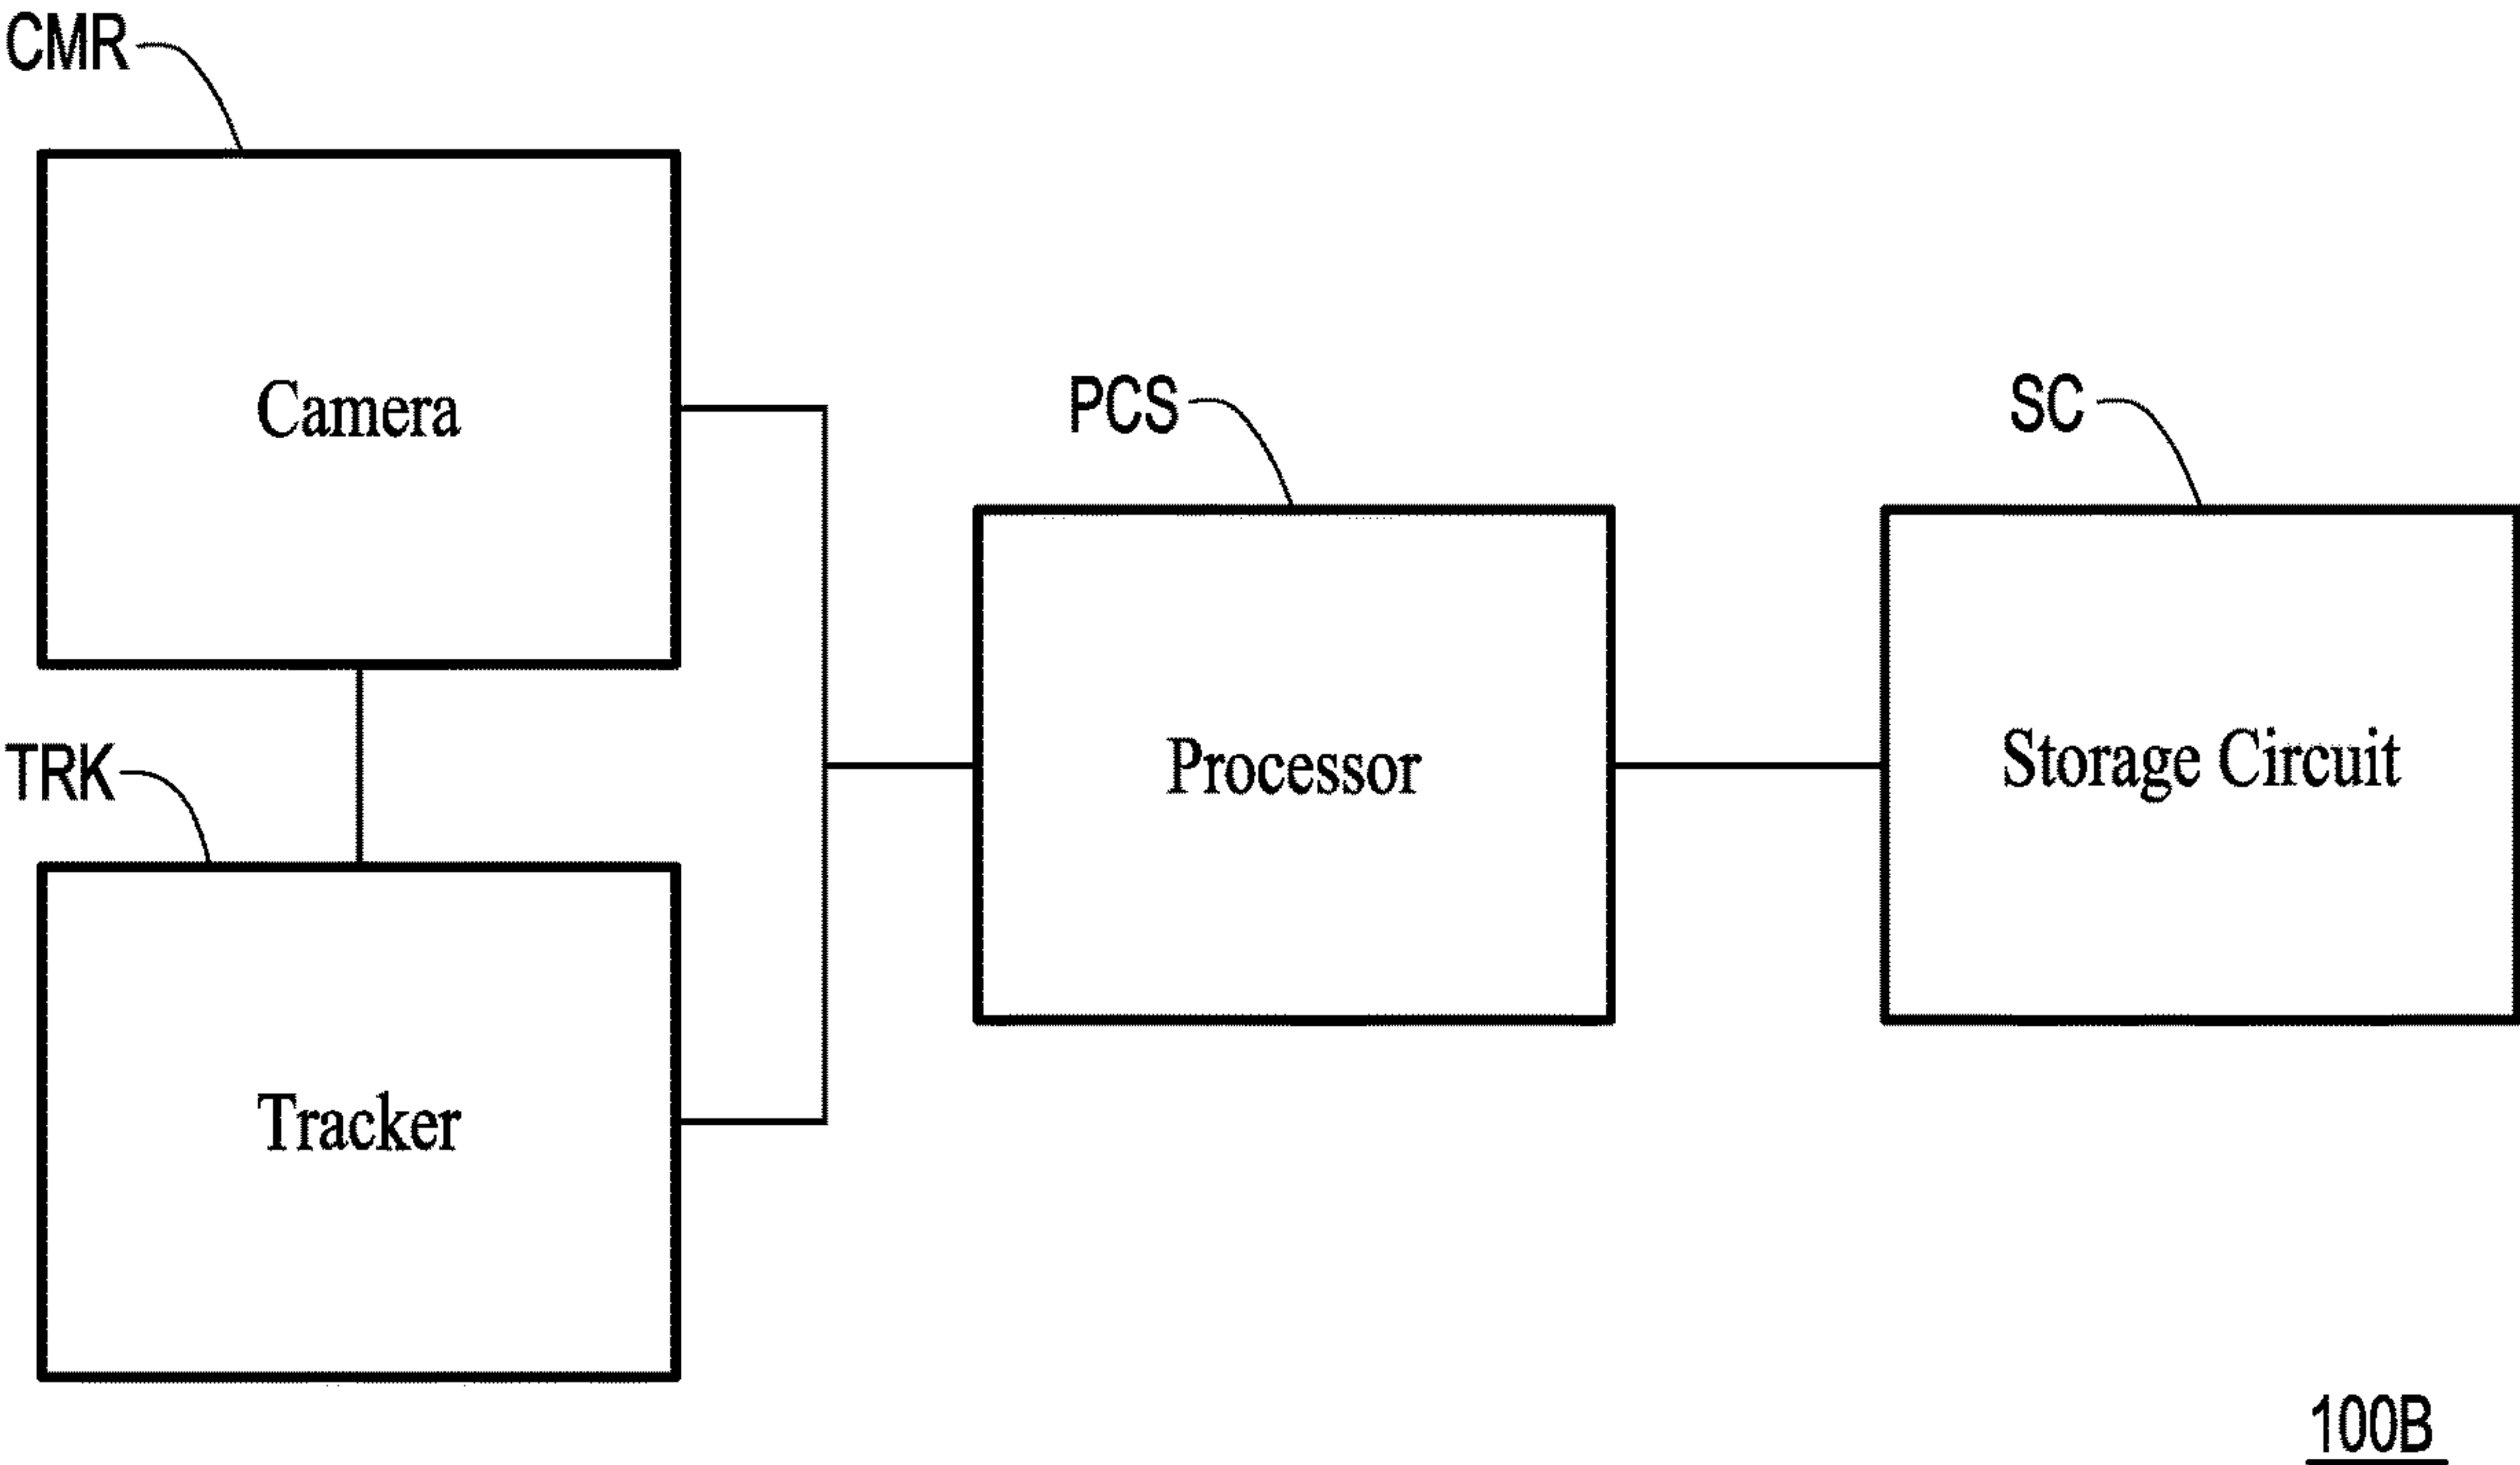 CMR
Camera
PCS
SC
Processor
Storage Circuit
TRK
Tracker
100B